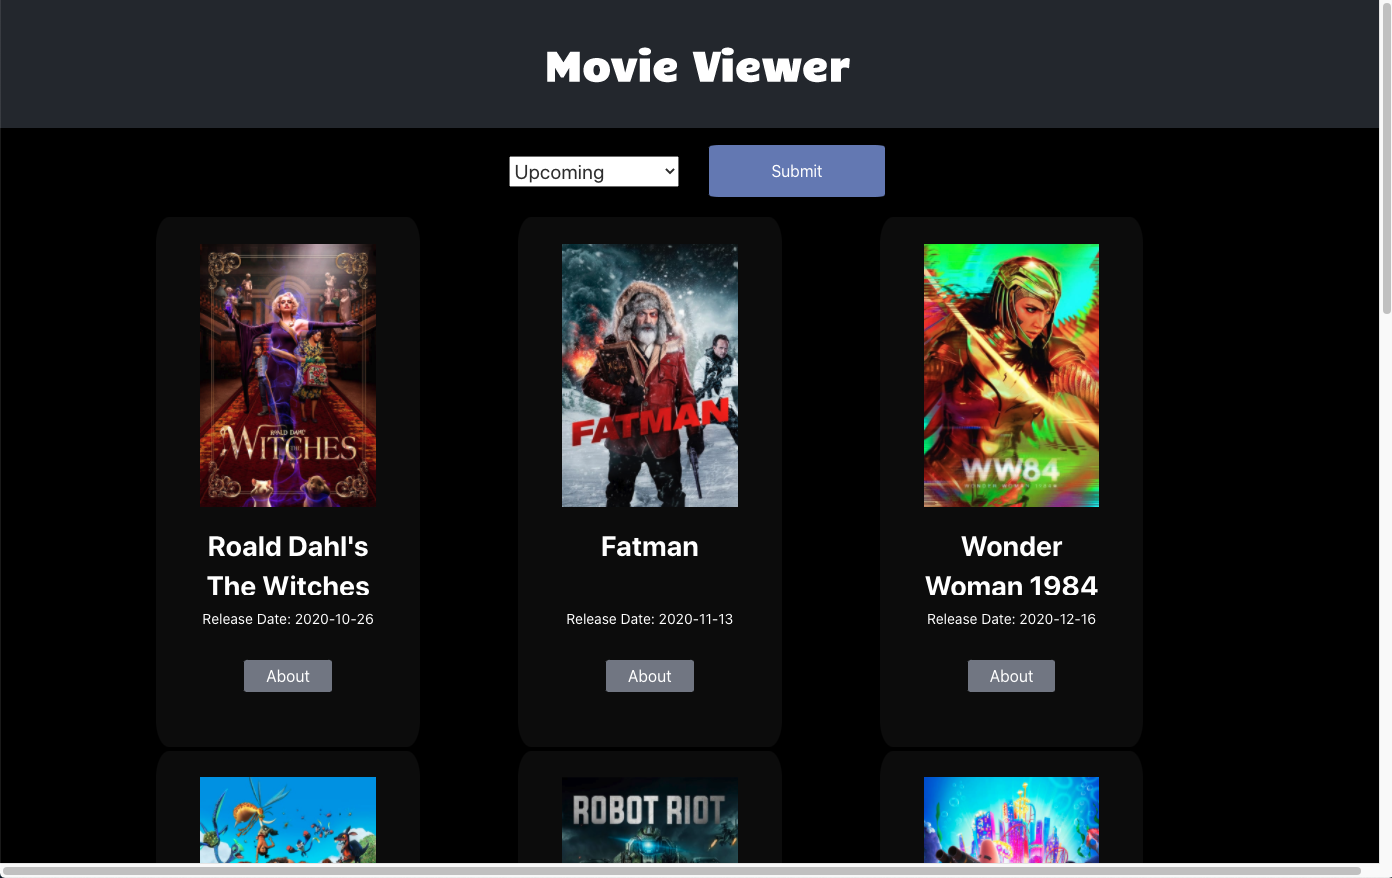 Movie Viewer
Upcoming
Submit
ROALD DAHL'S
THE
WITCHES
FATMAN
WW84
WONDER WOMAN 1984
Roald Dahl's
The Witches
Fatman
Wonder
Woman 1984
Release Date: 2020-10-26
Release Date: 2020-11-13
Release Date: 2020-12-16
About
About
About
ROBOT RIOT